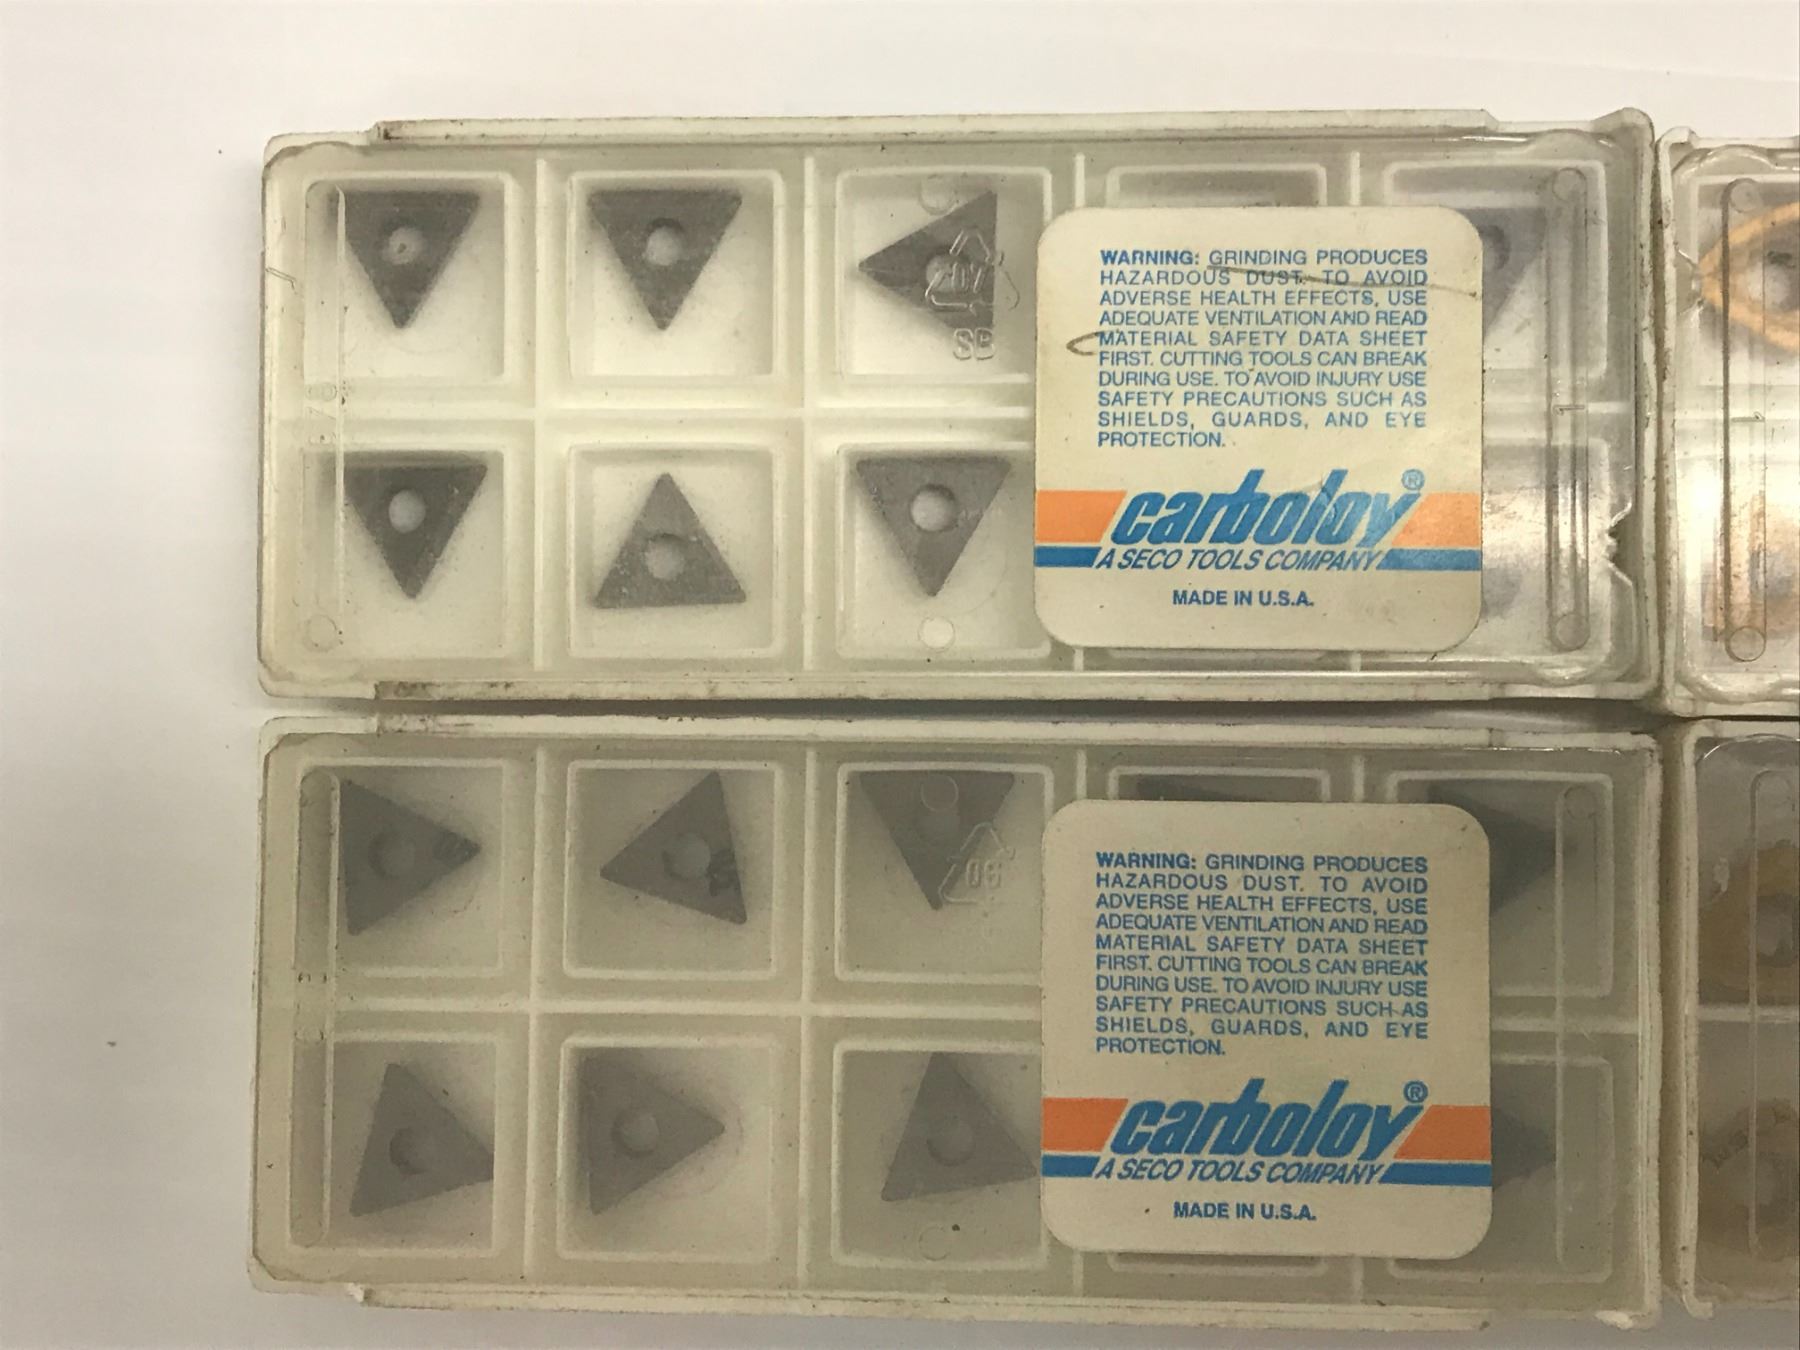 WARNING: GRINDING PRODUCES
HAZARDOUS DUST. TO AVOID
ADVERSE HEALTH EFFECTS, USE
ADEQUATE VENTILATION AND READ
MATERIAL SAFETY DATA SHEET
FIRST. CUTTING TOOLS CAN BREAK
DURING USE. TO AVOID INJURY USE
SAFETY PRECAUTIONS SUCH AS
SHIELDS, GUARDS, AND EYE
PROTECTION.
carboloy®
A SECO TOOLS COMPANY
MADE IN U.S.A.
WARNING: GRINDING PRODUCES
HAZARDOUS DUST. TO AVOID
ADVERSE HEALTH EFFECTS, USE
ADEQUATE VENTILATION AND READ
MATERIAL SAFETY DATA SHEET
FIRST. CUTTING TOOLS CAN BREAK
DURING USE. TO AVOID INJURY USE
SAFETY PRECAUTIONS SUCH AS
SHIELDS, GUARDS, AND EYE
PROTECTION.
carboloy®
A SECO TOOLS COMPANY
MADE IN U.S.A.